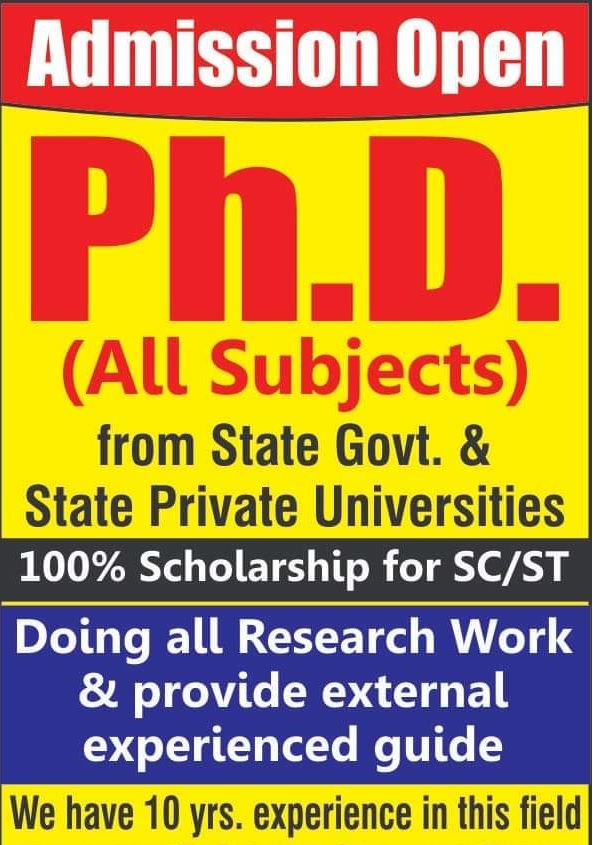 Admission Open
Ph.D.
(All Subjects)
from State Govt. &
State Private Universities
100% Scholarship for SC/ST
Doing all Research Work
& provide external
experienced guide
We have 10 yrs. experience in this field